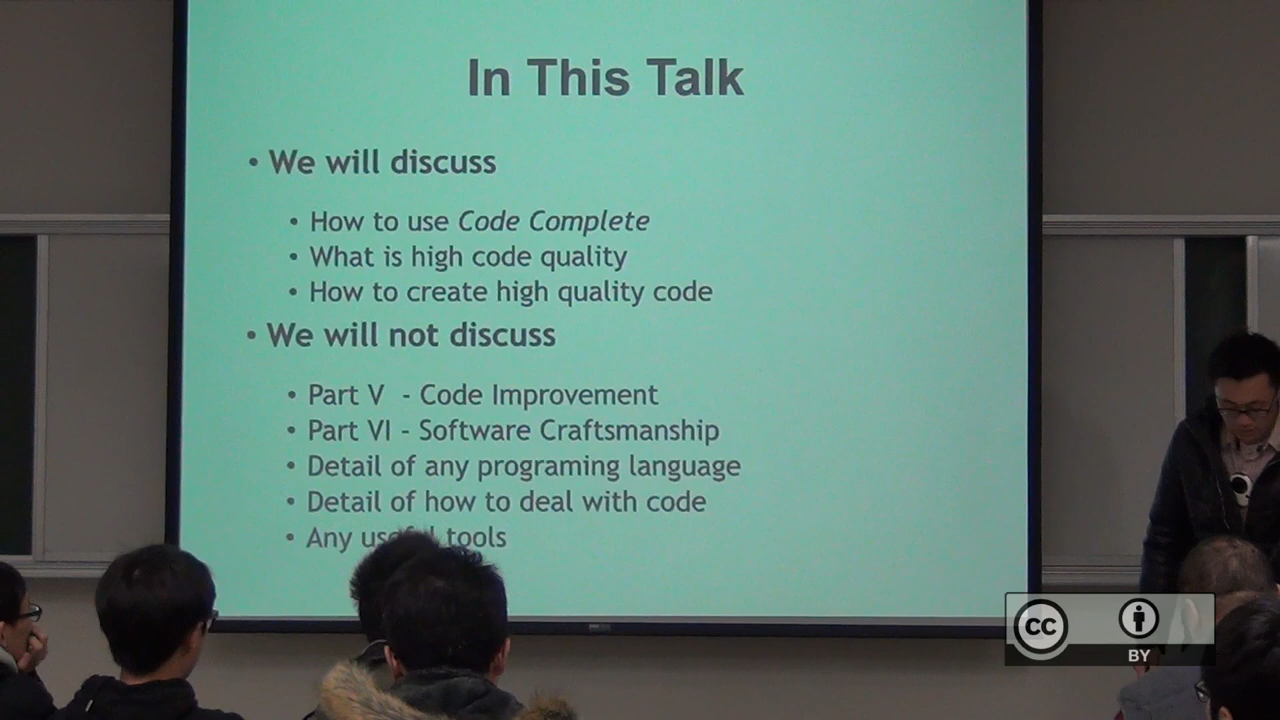 In This Talk
• We will discuss
• How to use Code Complete
• What is high code quality
• How to create high quality code
• We will not discuss
• Part V - Code Improvement
• Part VI - Software Craftsmanship
• Detail of any programing language
• Detail of how to deal with code
• Any useful tools
CC
BY